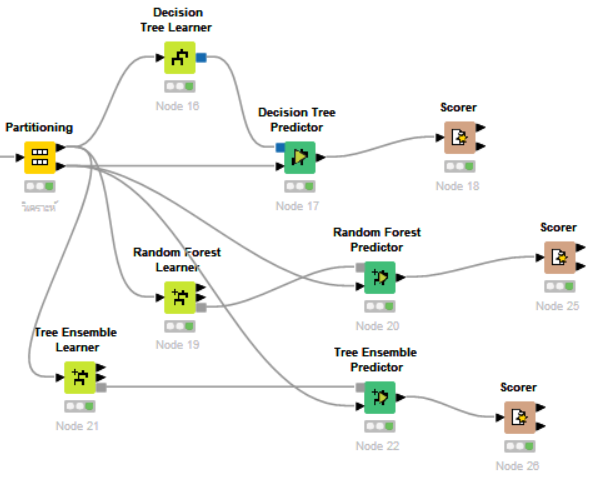 Decision
Tree Learner
Node 16
Partitioning
Decision Tree
Predictor
Node 17
Scorer
Node 18
Random Forest
Learner
Node 19
Random Forest
Predictor
Node 20
Scorer
Node 25
Tree Ensemble
Learner
Node 21
Tree Ensemble
Predictor
Node 22
Scorer
Node 26